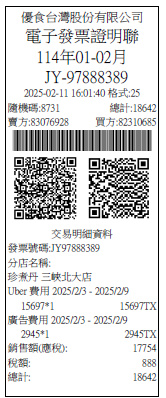 優食台灣股份有限公司
電子發票證明聯
114年01-02月
JY-97888389
2025-02-11 16:01:40 格式:25
隨機碼:8731 總計:18642
賣方:83076928 買方:82310685
交易明細資料
發票號碼:JY97888389
分店名稱:
珍煮丹 三峽北大店
Uber 費用 2025/2/3 - 2025/2/9
15697*1 15697TX
廣告費用 2025/2/3 - 2025/2/9
2945*1 2945TX
銷售額(應稅): 17754
稅額: 888
總計: 18642